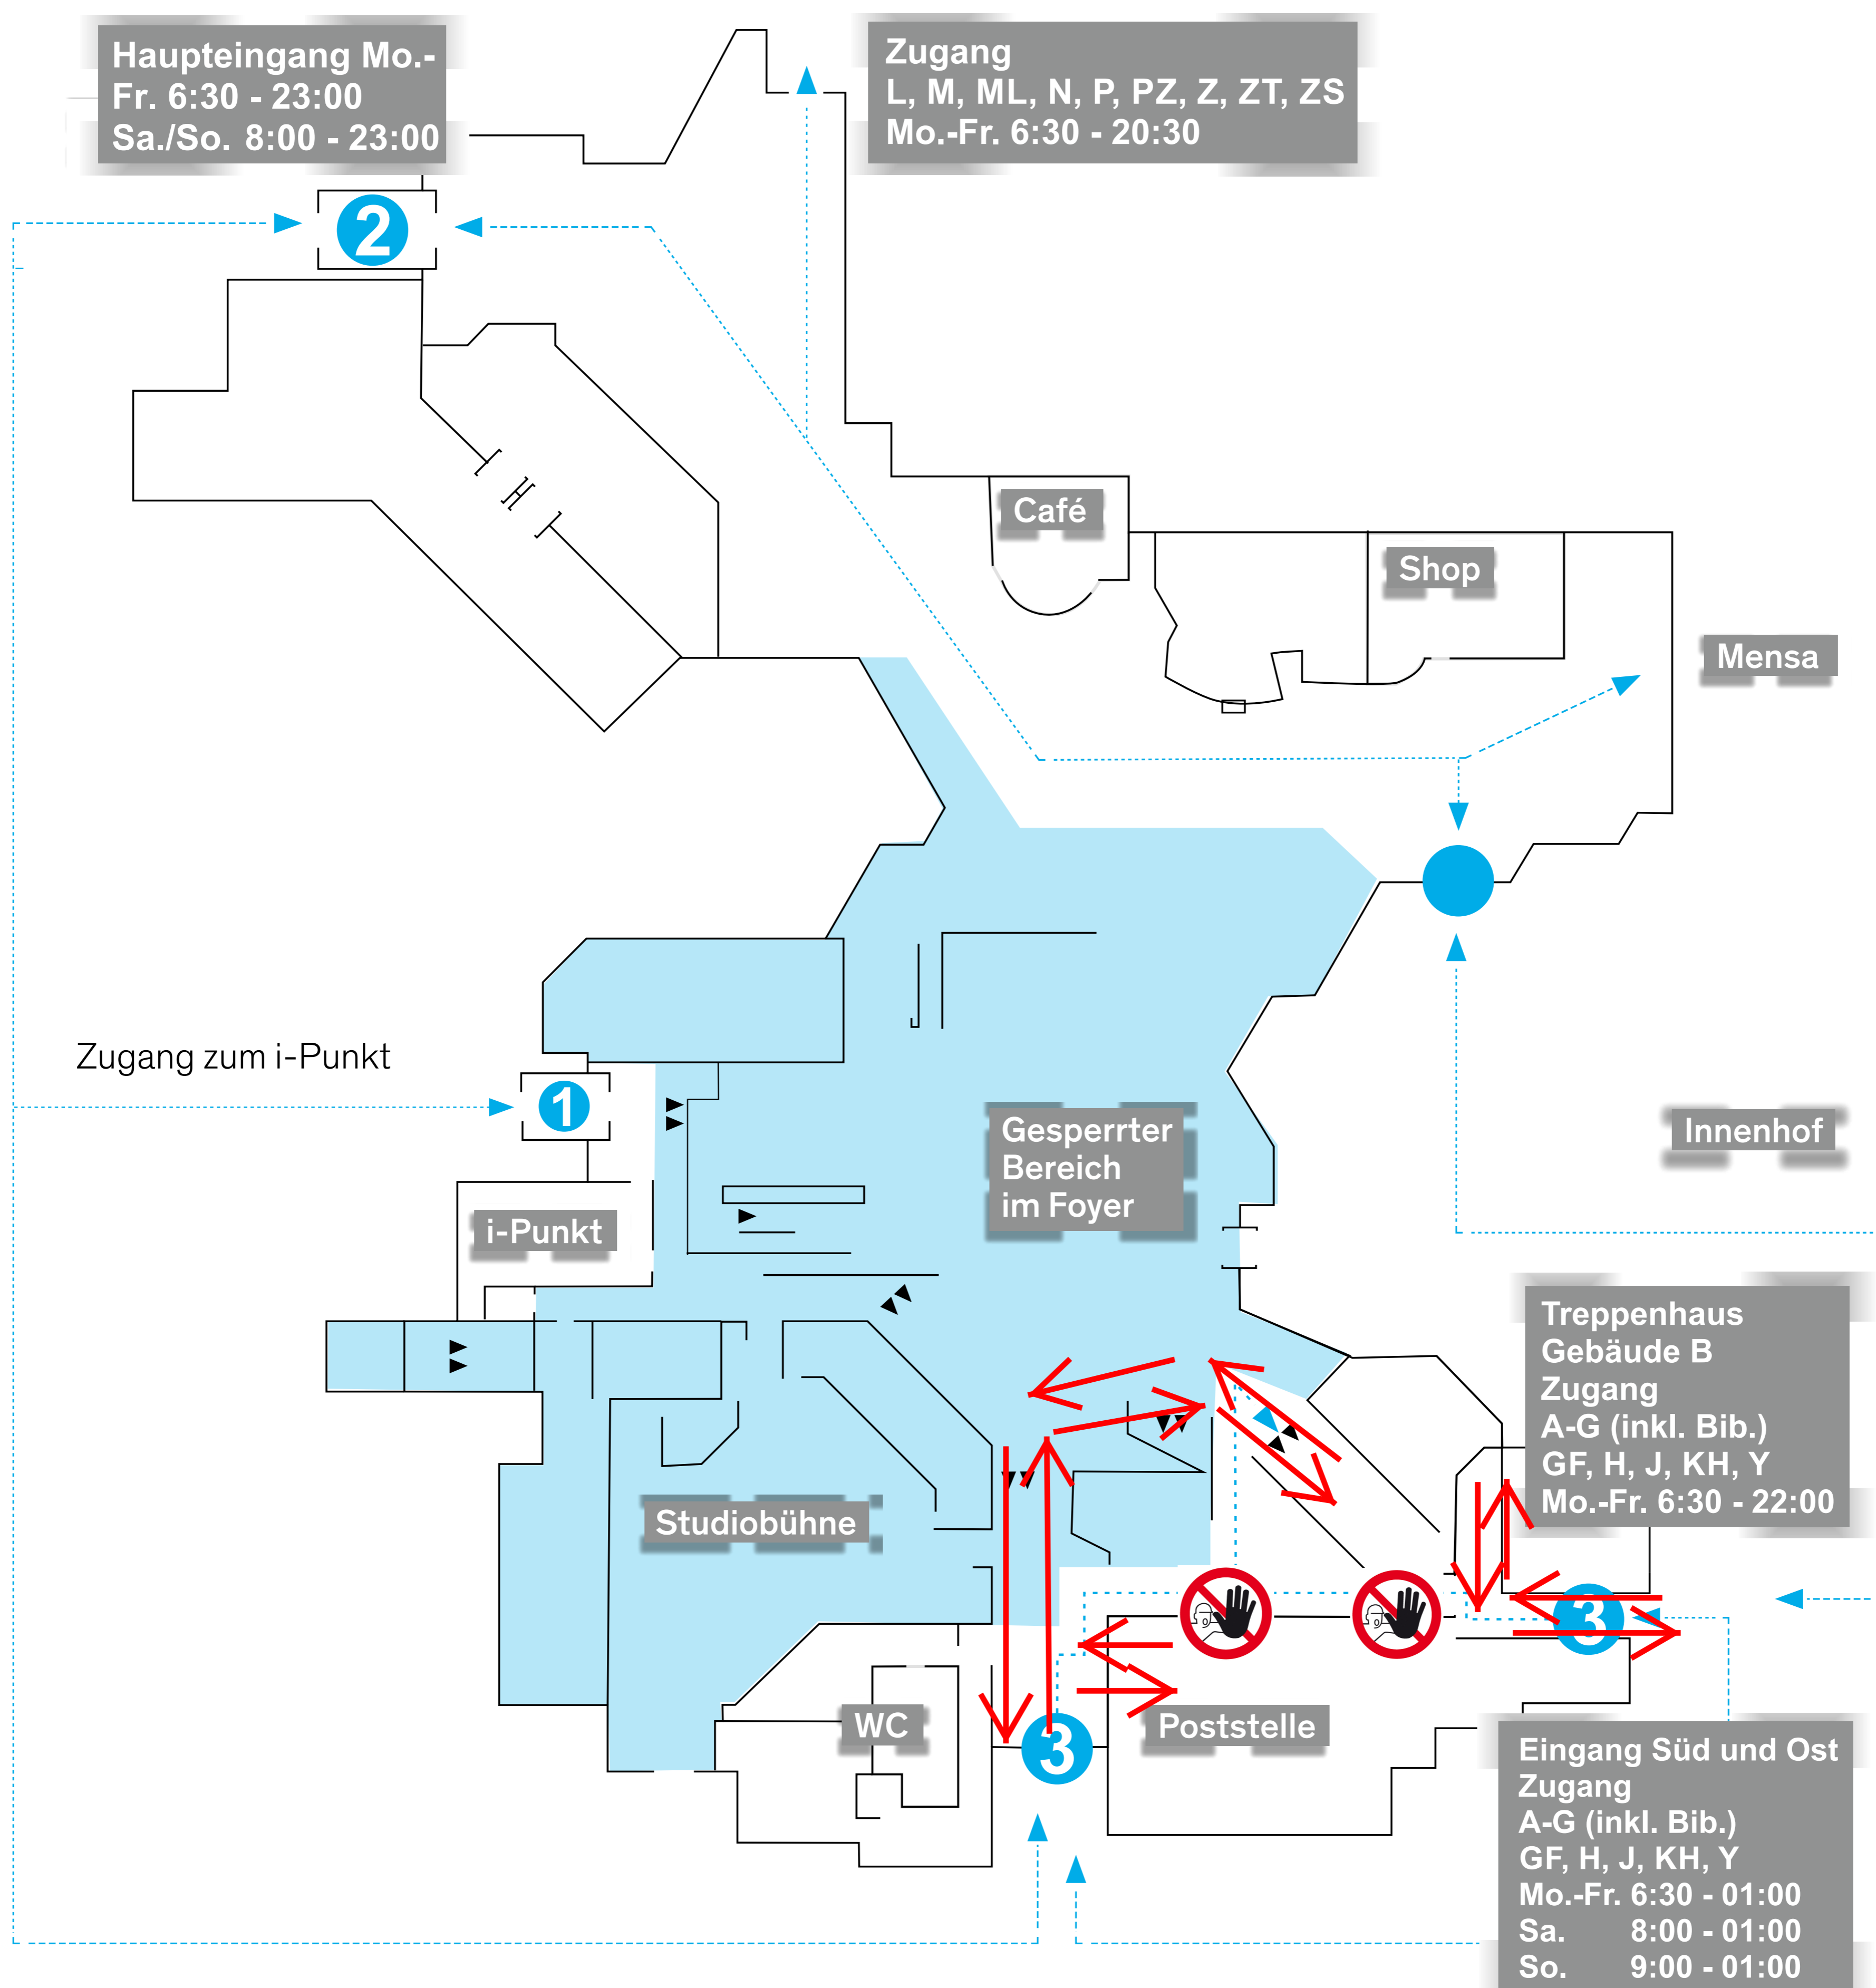 Haupteingang Mo.-
Fr. 6:30 - 23:00
Sa./So. 8:00 - 23:00
Zugang
L, M, ML, N, P, PZ, Z, ZT, ZS
Mo.-Fr. 6:30 - 20:30
2
Café
Shop
Mensa
Zugang zum i-Punkt
1
Gesperrter
Bereich
im Foyer
Innenhof
i-Punkt
Treppenhaus
Gebäude B
Zugang
A-G (inkl. Bib.)
GF, H, J, KH, Y
Mo.-Fr. 6:30 - 22:00
Studiobühne
3
WC
3
Poststelle
Eingang Süd und Ost
Zugang
A-G (inkl. Bib.)
GF, H, J, KH, Y
Mo.-Fr. 6:30 - 01:00
Sa. 8:00 - 01:00
So. 9:00 - 01:00